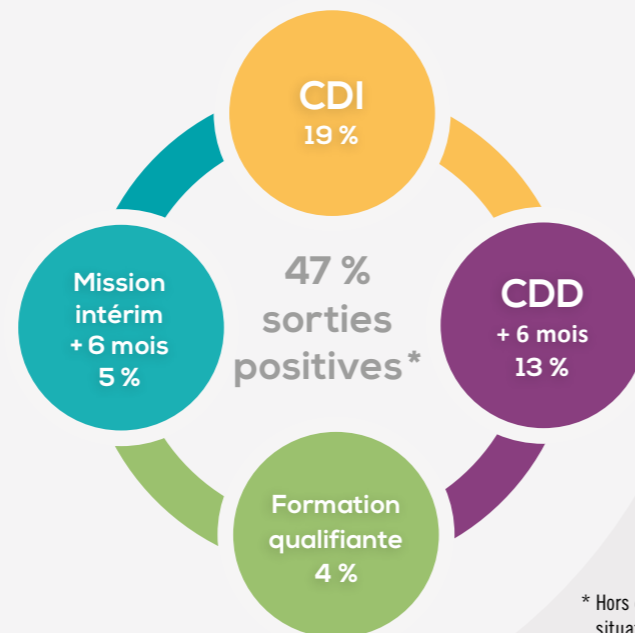 CDI
19 %
Mission
intérim
+ 6 mois
5 %
47 %
sorties
positives*
CDD
+ 6 mois
13 %
Formation
qualifiante
4 %
* Hors